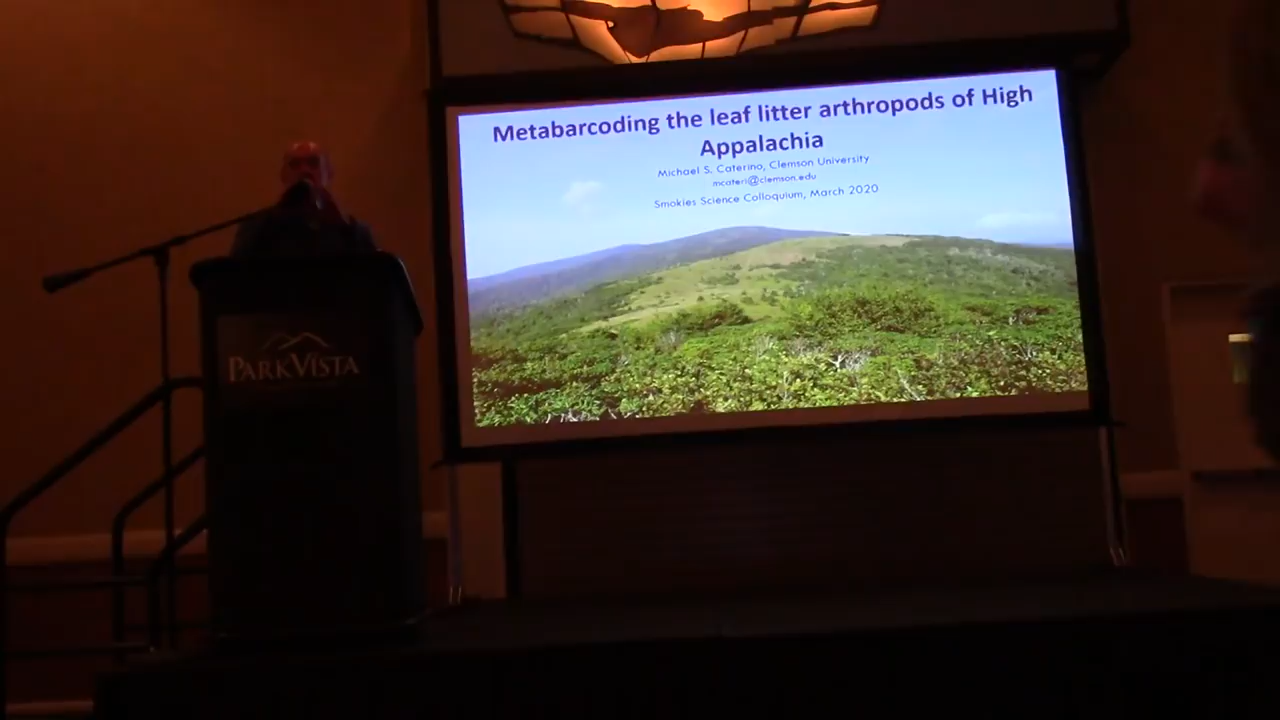 Metabarcoding the leaf litter arthropods of High
Appalachia
Michael S. Caterino, Clemson University
mcateri@clemson.edu
Smokies Science Colloquium, March 2020
PARKVISTA